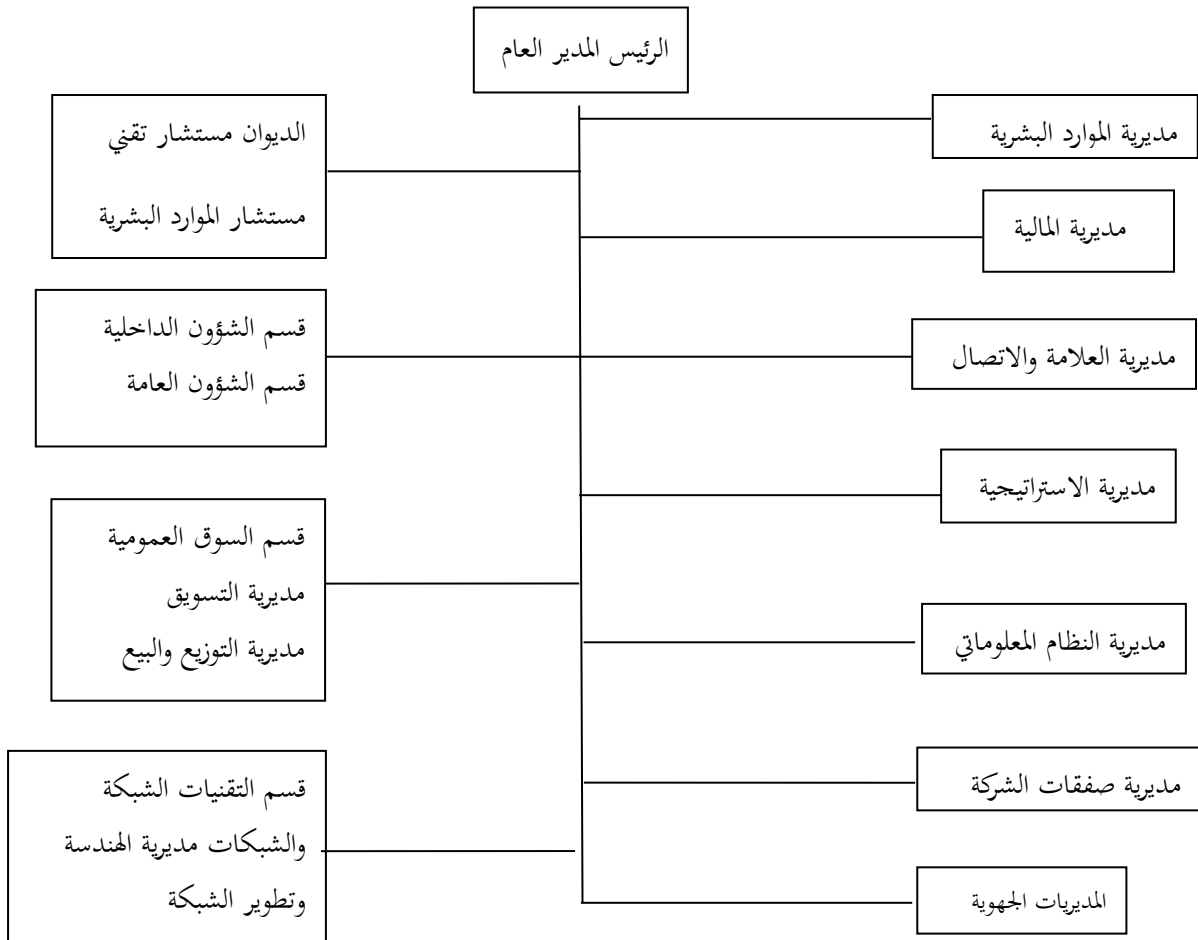 الرئيس المدير العام
مديرية الموارد البشرية
الديوان مستشار تقني
مستشار الموارد البشرية
مديرية المالية
قسم الشؤون الداخلية
قسم الشؤون العامة
مديرية العلامة والاتصال
مديرية الاستراتيجية
قسم السوق العمومية
مديرية التسويق
مديرية التوزيع والبيع
مديرية النظام المعلوماتي
مديرية صفقات الشركة
قسم التقنيات الشبكة
والشبكات مديرية الهندسة
وتطوير الشبكة
المديريات الجهوية